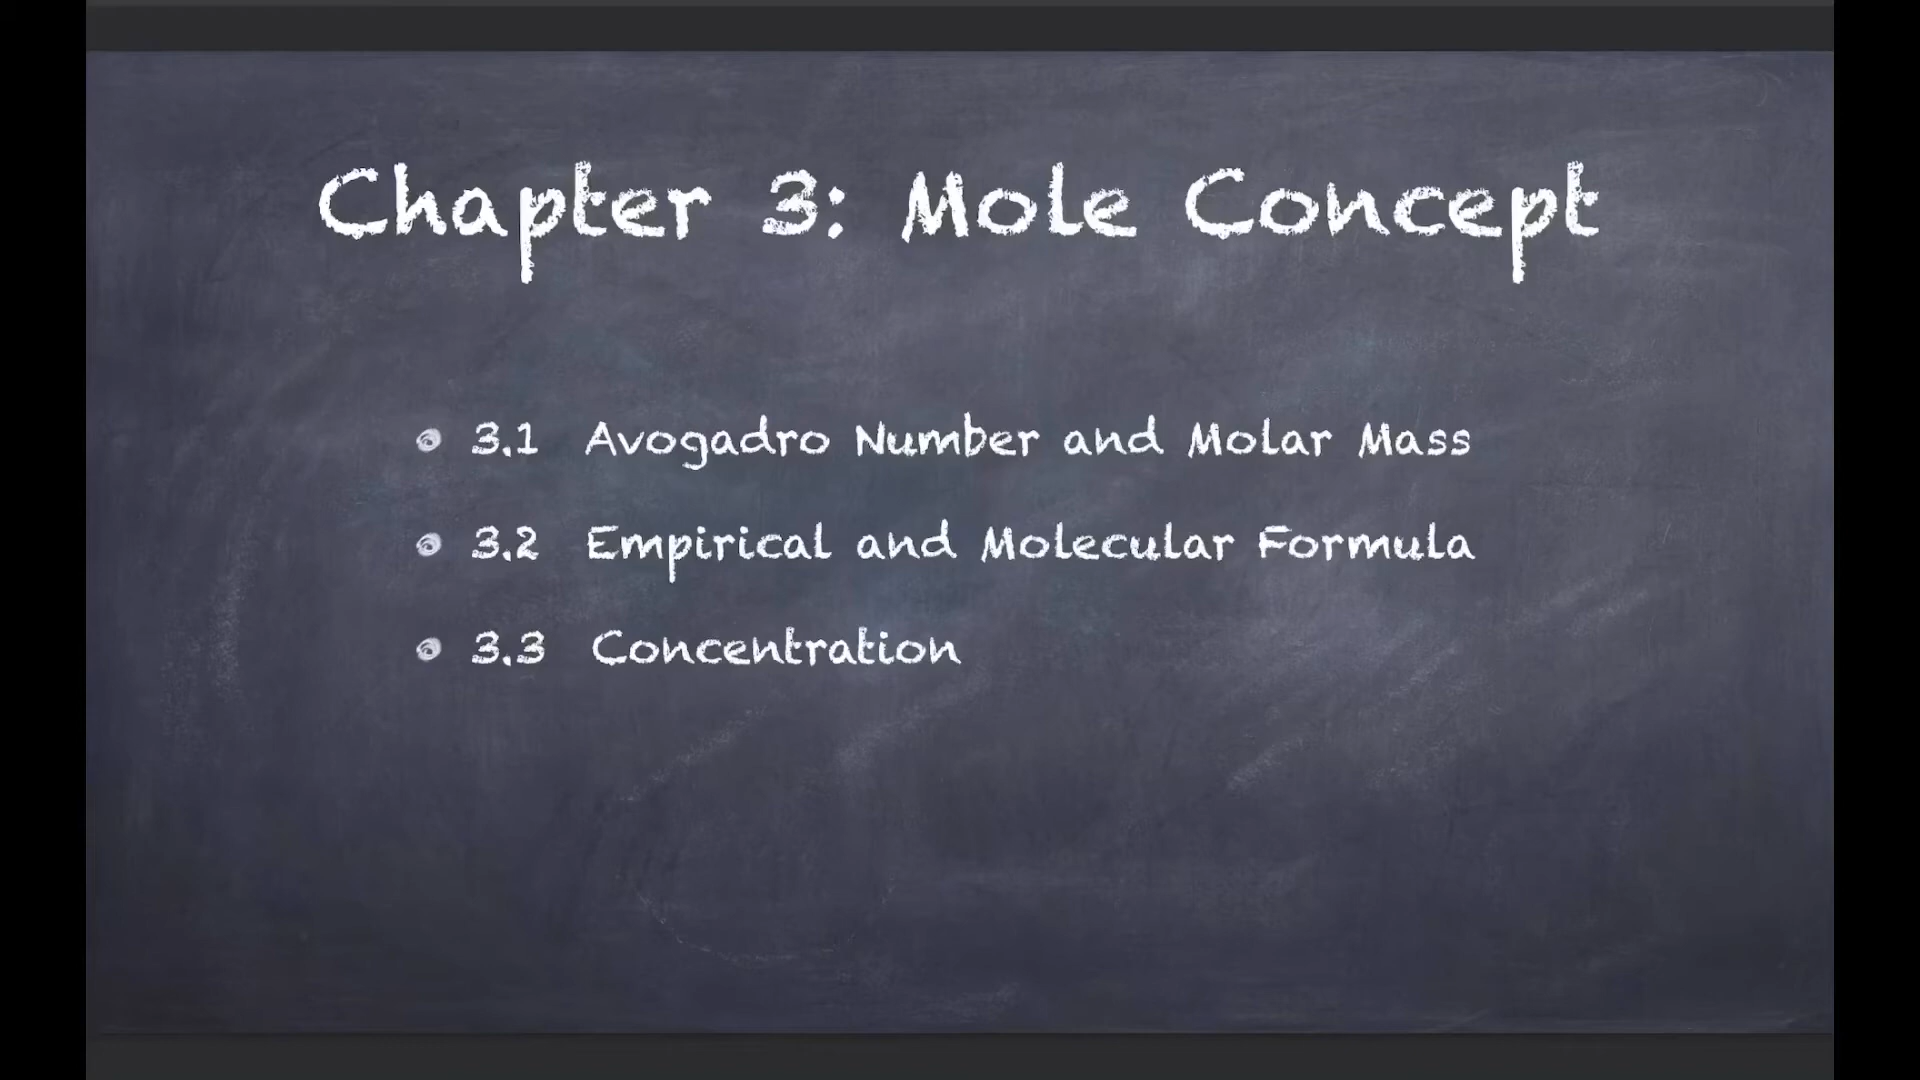 Chapter 3: Mole Concept
3.1 Avogadro Number and Molar Mass
3.2 Empirical and Molecular Formula
3.3 Concentration